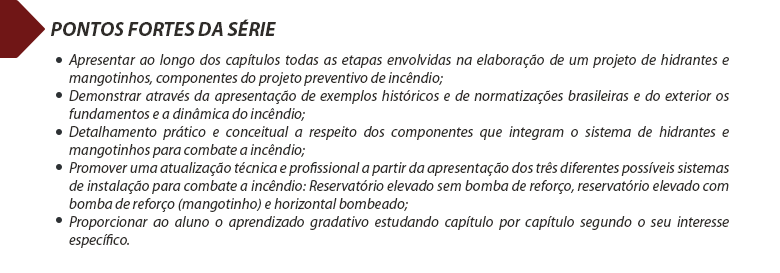 PONTOS FORTES DA SÉRIE
• Apresentar ao longo dos capítulos todas as etapas envolvidas na elaboração de um projeto de hidrantes e
mangotinhos, componentes do projeto preventivo de incêndio;
• Demonstrar através da apresentação de exemplos históricos e de normatizações brasileiras e do exterior os
fundamentos e a dinâmica do incêndio;
• Detalhamento prático e conceitual a respeito dos componentes que integram o sistema de hidrantes e
mangotinhos para combate a incêndio;
• Promover uma atualização técnica e profissional a partir da apresentação dos três diferentes possíveis sistemas
de instalação para combate a incêndio: Reservatório elevado sem bomba de reforço, reservatório elevado com
bomba de reforço (mangotinho) e horizontal bombeado;
• Proporcionar ao aluno o aprendizado gradativo estudando capítulo por capítulo segundo o seu interesse
específico.